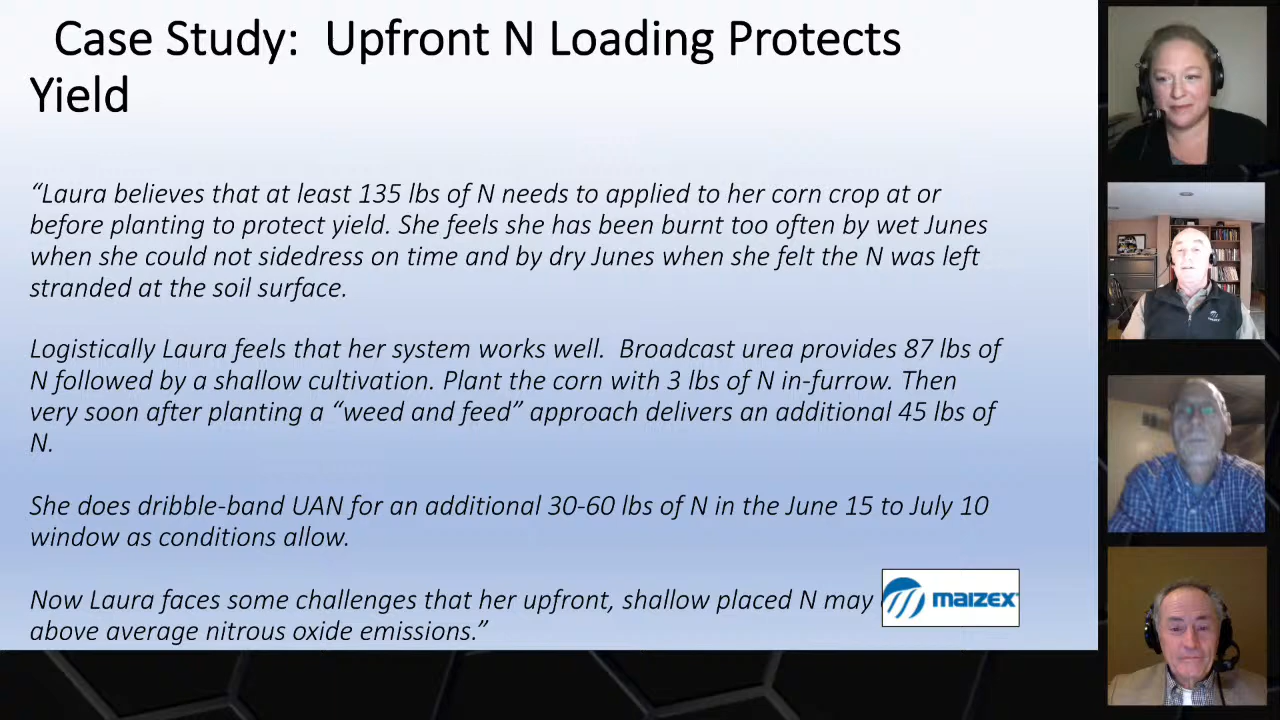 Case Study: Upfront N Loading Protects
Yield
“Laura believes that at least 135 lbs of N needs to applied to her corn crop at or
before planting to protect yield. She feels she has been burnt too often by wet Junes
when she could not sidedress on time and by dry Junes when she felt the N was left
stranded at the soil surface.
Logistically Laura feels that her system works well. Broadcast urea provides 87 lbs of
N followed by a shallow cultivation. Plant the corn with 3 lbs of N in-furrow. Then
very soon after planting a “weed and feed” approach delivers an additional 45 lbs of
N.
She does dribble-band UAN for an additional 30-60 lbs of N in the June 15 to July 10
window as conditions allow.
Now Laura faces some challenges that her upfront, shallow placed N may
maizex
above average nitrous oxide emissions.”